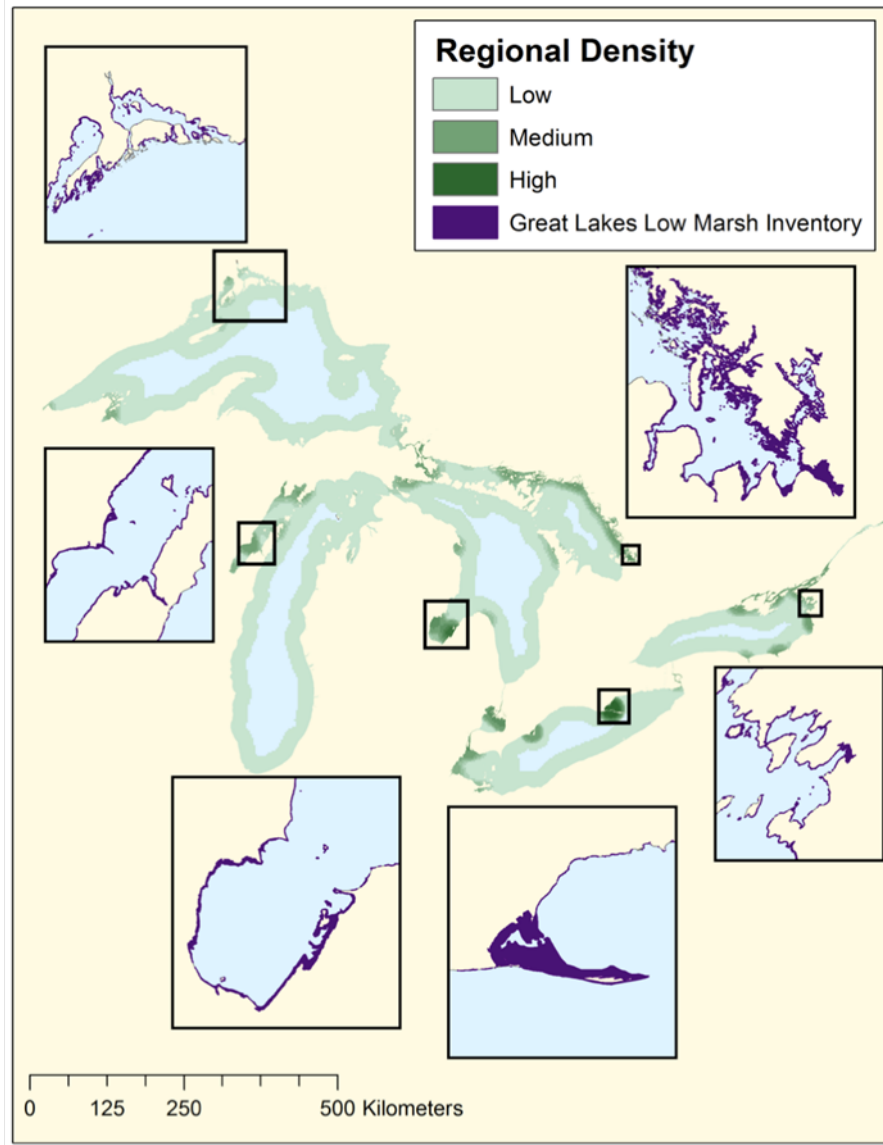 Regional Density
Low
Medium
High
Great Lakes Low Marsh Inventory
0 125 250 500 Kilometers